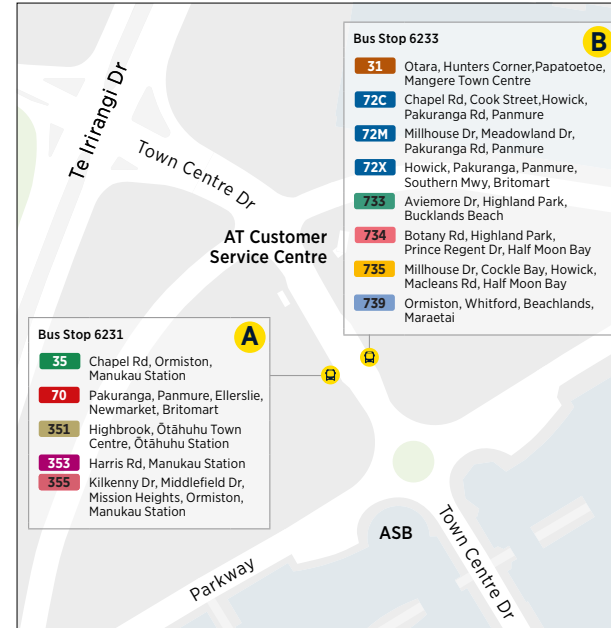 Bus Stop 6233
B
31 Otara, Hunters Corner,Papatoetoe,
Mangere Town Centre
72C Chapel Rd, Cook Street,Howick,
Pakuranga Rd, Panmure
72M Millhouse Dr, Meadowland Dr,
Pakuranga Rd, Panmure
72X Howick, Pakuranga, Panmure,
Southern Mwy, Britomart
733 Aviemore Dr, Highland Park,
Bucklands Beach
734 Botany Rd, Highland Park,
Prince Regent Dr, Half Moon Bay
735 Millhouse Dr, Cockle Bay, Howick,
Macleans Rd, Half Moon Bay
739 Ormiston, Whitford, Beachlands,
Maraetai
Te Irirangi Dr
Town Centre Dr
AT Customer
Service Centre
Bus Stop 6231
A
35 Chapel Rd, Ormiston,
Manukau Station
70 Pakuranga, Panmure, Ellerslie,
Newmarket, Britomart
351 Highbrook, Ōtāhuhu Town
Centre, Ōtāhuhu Station
353 Harris Rd, Manukau Station
355 Kilkenny Dr, Middlefield Dr,
Mission Heights, Ormiston,
Manukau Station
ASB
Town Centre Dr
Parkway